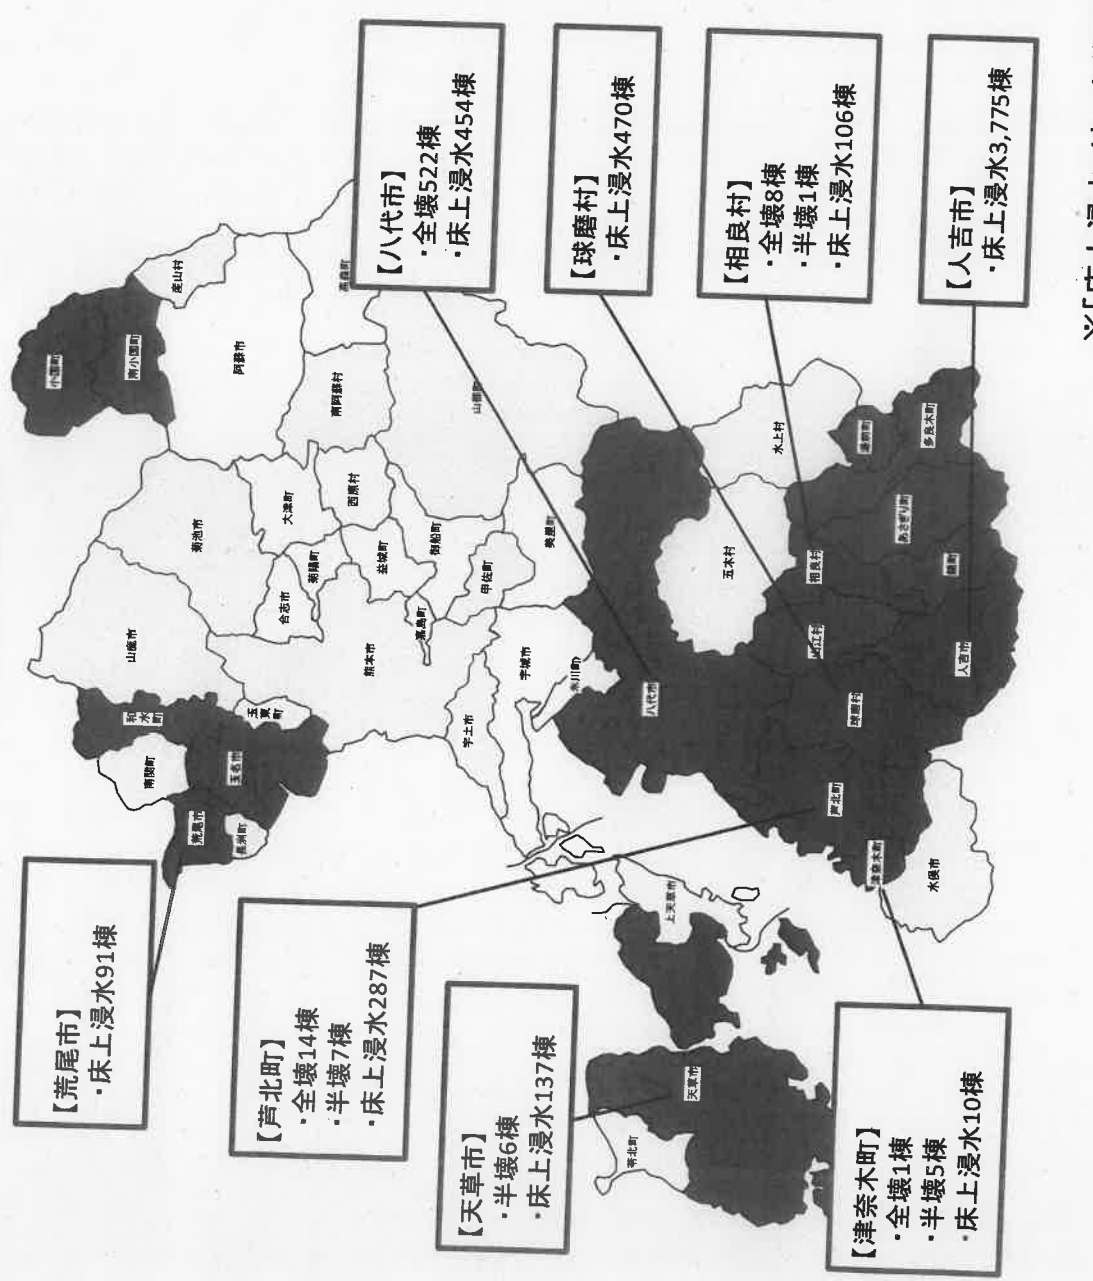 【荒尾市】
・床上浸水91棟
【芦北町】
・全壊14棟
・半壊7棟
・床上浸水287棟
【天草市】
・半壊6棟
・床上浸水137棟
【津奈木町】
・全壊1棟
・半壊5棟
・床上浸水10棟
【八代市】
・全壊522棟
・床上浸水454棟
【球磨村】
・床上浸水470棟
【相良村】
・全壊8棟
・半壊1棟
・床上浸水106棟
【人吉市】
・床上浸水3,775棟
小国町
南小国町
産山村
阿蘇市
南阿蘇村
高森町
山都町
菊池市
大津町
西原村
山鹿市
合志市
菊陽町
益城町
御船町
甲佐町
嘉島町
美里町
熊本市
和水町
南関町
玉東町
玉名市
荒尾市
長洲町
宇土市
宇城市
氷川町
八代市
五木村
水上村
湯前町
多良木町
あさぎり町
錦町
相良村
山江村
球磨村
人吉市
芦北町
津奈木町
水俣市
上天草市
天草市
苓北町